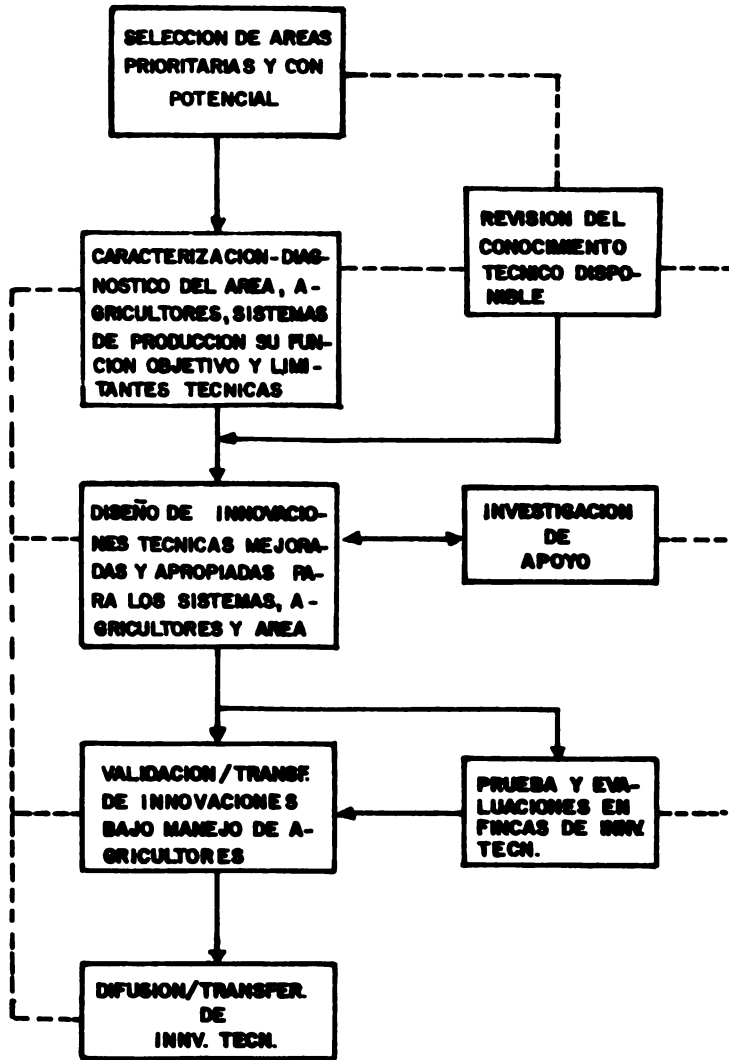 SELECCION DE AREAS
PRIORITARIAS Y CON
POTENCIAL
REVISION DEL
CONOCIMIENTO
TECNICO DISPO-
NIBLE
CARACTERIZACION-DIAG-
NOSTICO DEL AREA, A-
GRICULTORES, SISTEMAS
DE PRODUCCION SU FUN-
CION OBJETIVO Y LIMI-
TANTES TECNICAS
DISEÑO DE INNOVACIO-
NES TECNICAS MEJORA-
DAS Y APROPIADAS PA-
RA LOS SISTEMAS, A-
GRICULTORES Y AREA
INVESTIGACION
DE
APOYO
VALIDACION/TRANSF.
DE INNOVACIONES
BAJO MANEJO DE A-
GRICULTORES
PRUEBA Y EVA-
LUACIONES EN
FINCAS DE INNV.
TECN.
DIFUSION/TRANSFER.
DE
INNV. TECN.